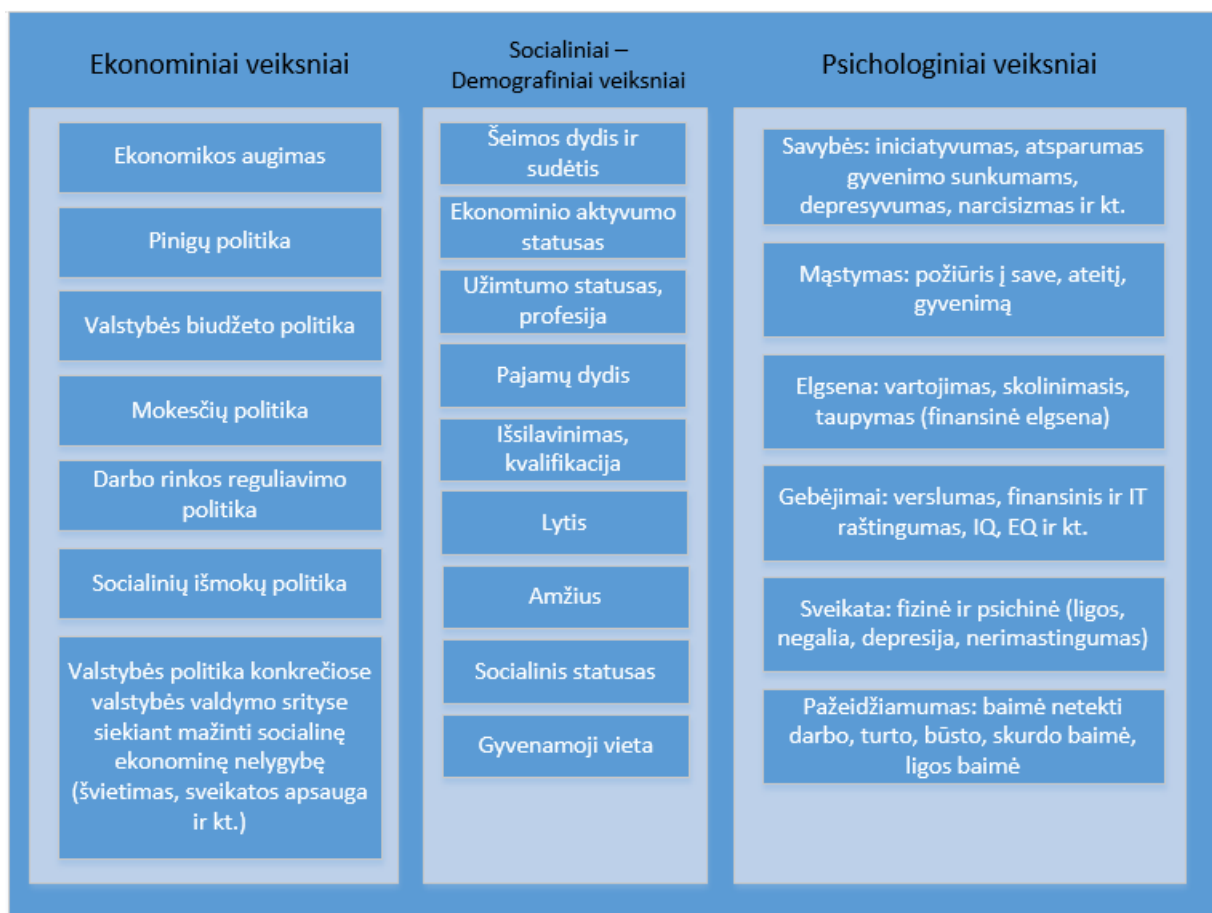 Ekonominiai veiksniai
Ekonomikos augimas
Pinigų politika
Valstybės biudžeto politika
Mokesčių politika
Darbo rinkos reguliavimo
politika
Socialinių išmokų politika
Valstybės politika konkrečiose
valstybės valdymo srityse
siekiant mažinti socialinę
ekonominę nelygybę
(švietimas, sveikatos apsauga
ir kt.)
Socialiniai –
Demografiniai veiksniai
Šeimos dydis ir
sudėtis
Ekonominio aktyvumo
statusas
Užimtumo statusas,
profesija
Pajamų dydis
Išsilavinimas,
kvalifikacija
Lytis
Amžius
Socialinis statusas
Gyvenamoji vieta
Psichologiniai veiksniai
Savybės: iniciatyvumas, atsparumas
gyvenimo sunkumams,
depresyvumas, narcisizmas ir kt.
Mąstymas: požiūris į save, ateitį,
gyvenimą
Elgsena: vartojimas, skolinimasis,
taupymas (finansinė elgsena)
Gebėjimai: verslumas, finansinis ir IT
raštingumas, IQ, EQ ir kt.
Sveikata: fizinė ir psichinė (ligos,
negalia, depresija, nerimastingumas)
Pažeidžiamumas: baimė netekti
darbo, turto, būsto, skurdo baimė,
ligos baimė